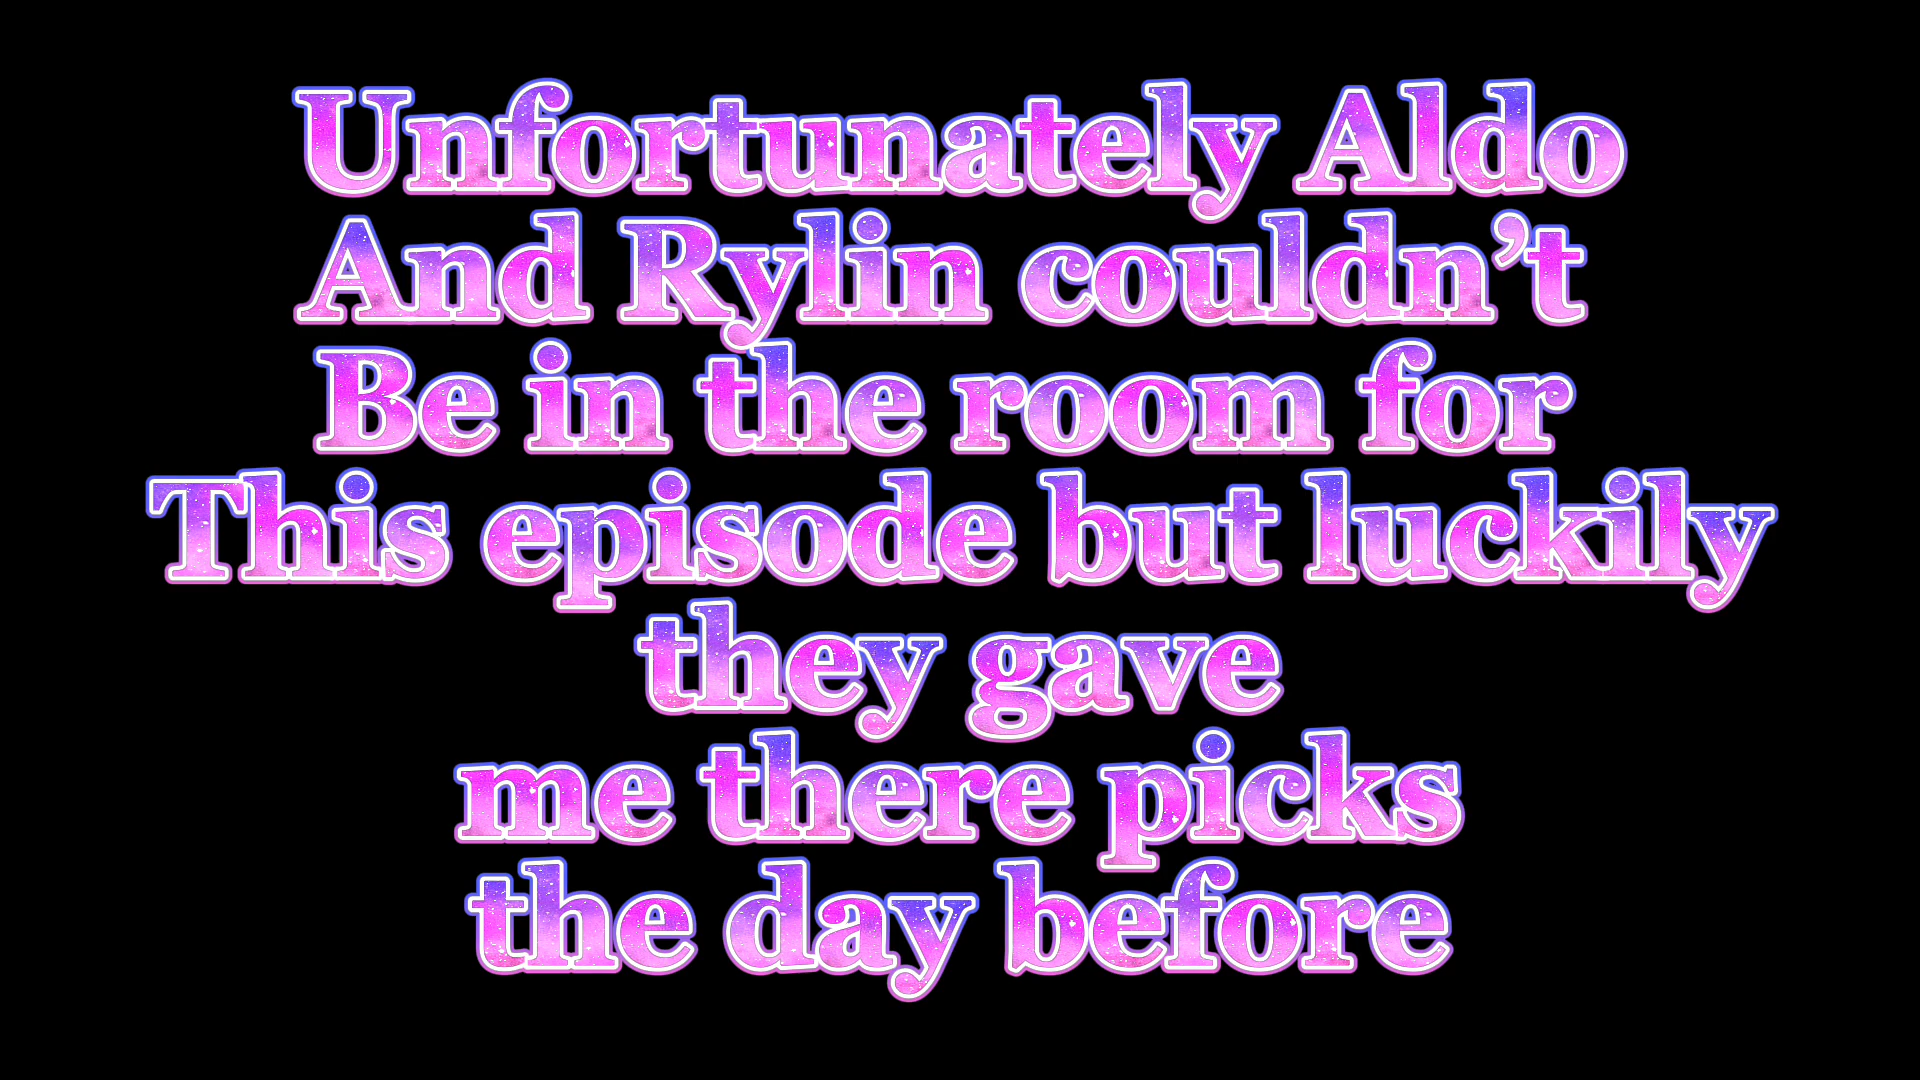 Unfortunately Aldo
And Rylin couldn’t
Be in the room for
This episode but luckily
they gave
me there picks
the day before